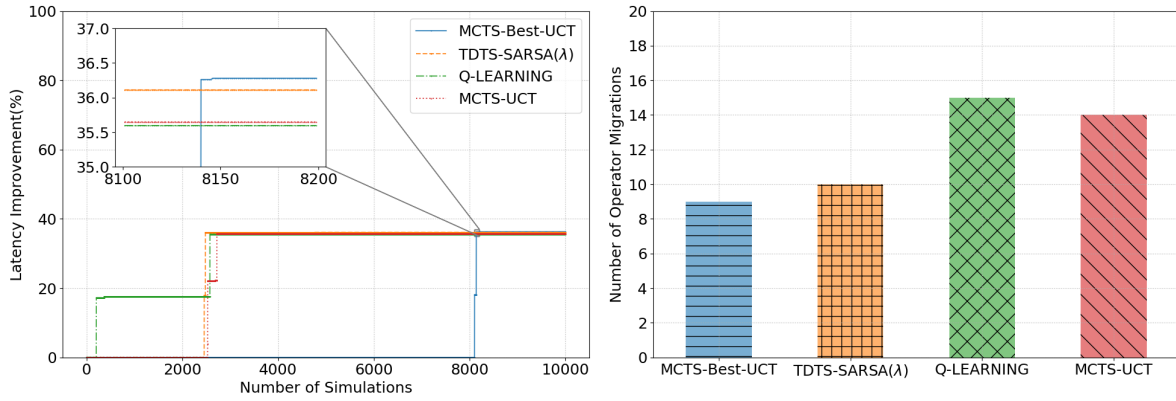 100
80
60
40
20
0
Latency Improvement(%)
37.0
36.5
36.0
35.5
35.0
8100 8150 8200
MCTS-Best-UCT
TDTS-SARSA(λ)
Q-LEARNING
MCTS-UCT
0 2000 4000 6000 8000 10000
Number of Simulations
20
18
16
14
12
10
8
6
4
2
0
Number of Operator Migrations
MCTS-Best-UCT TDTS-SARSA(λ) Q-LEARNING MCTS-UCT